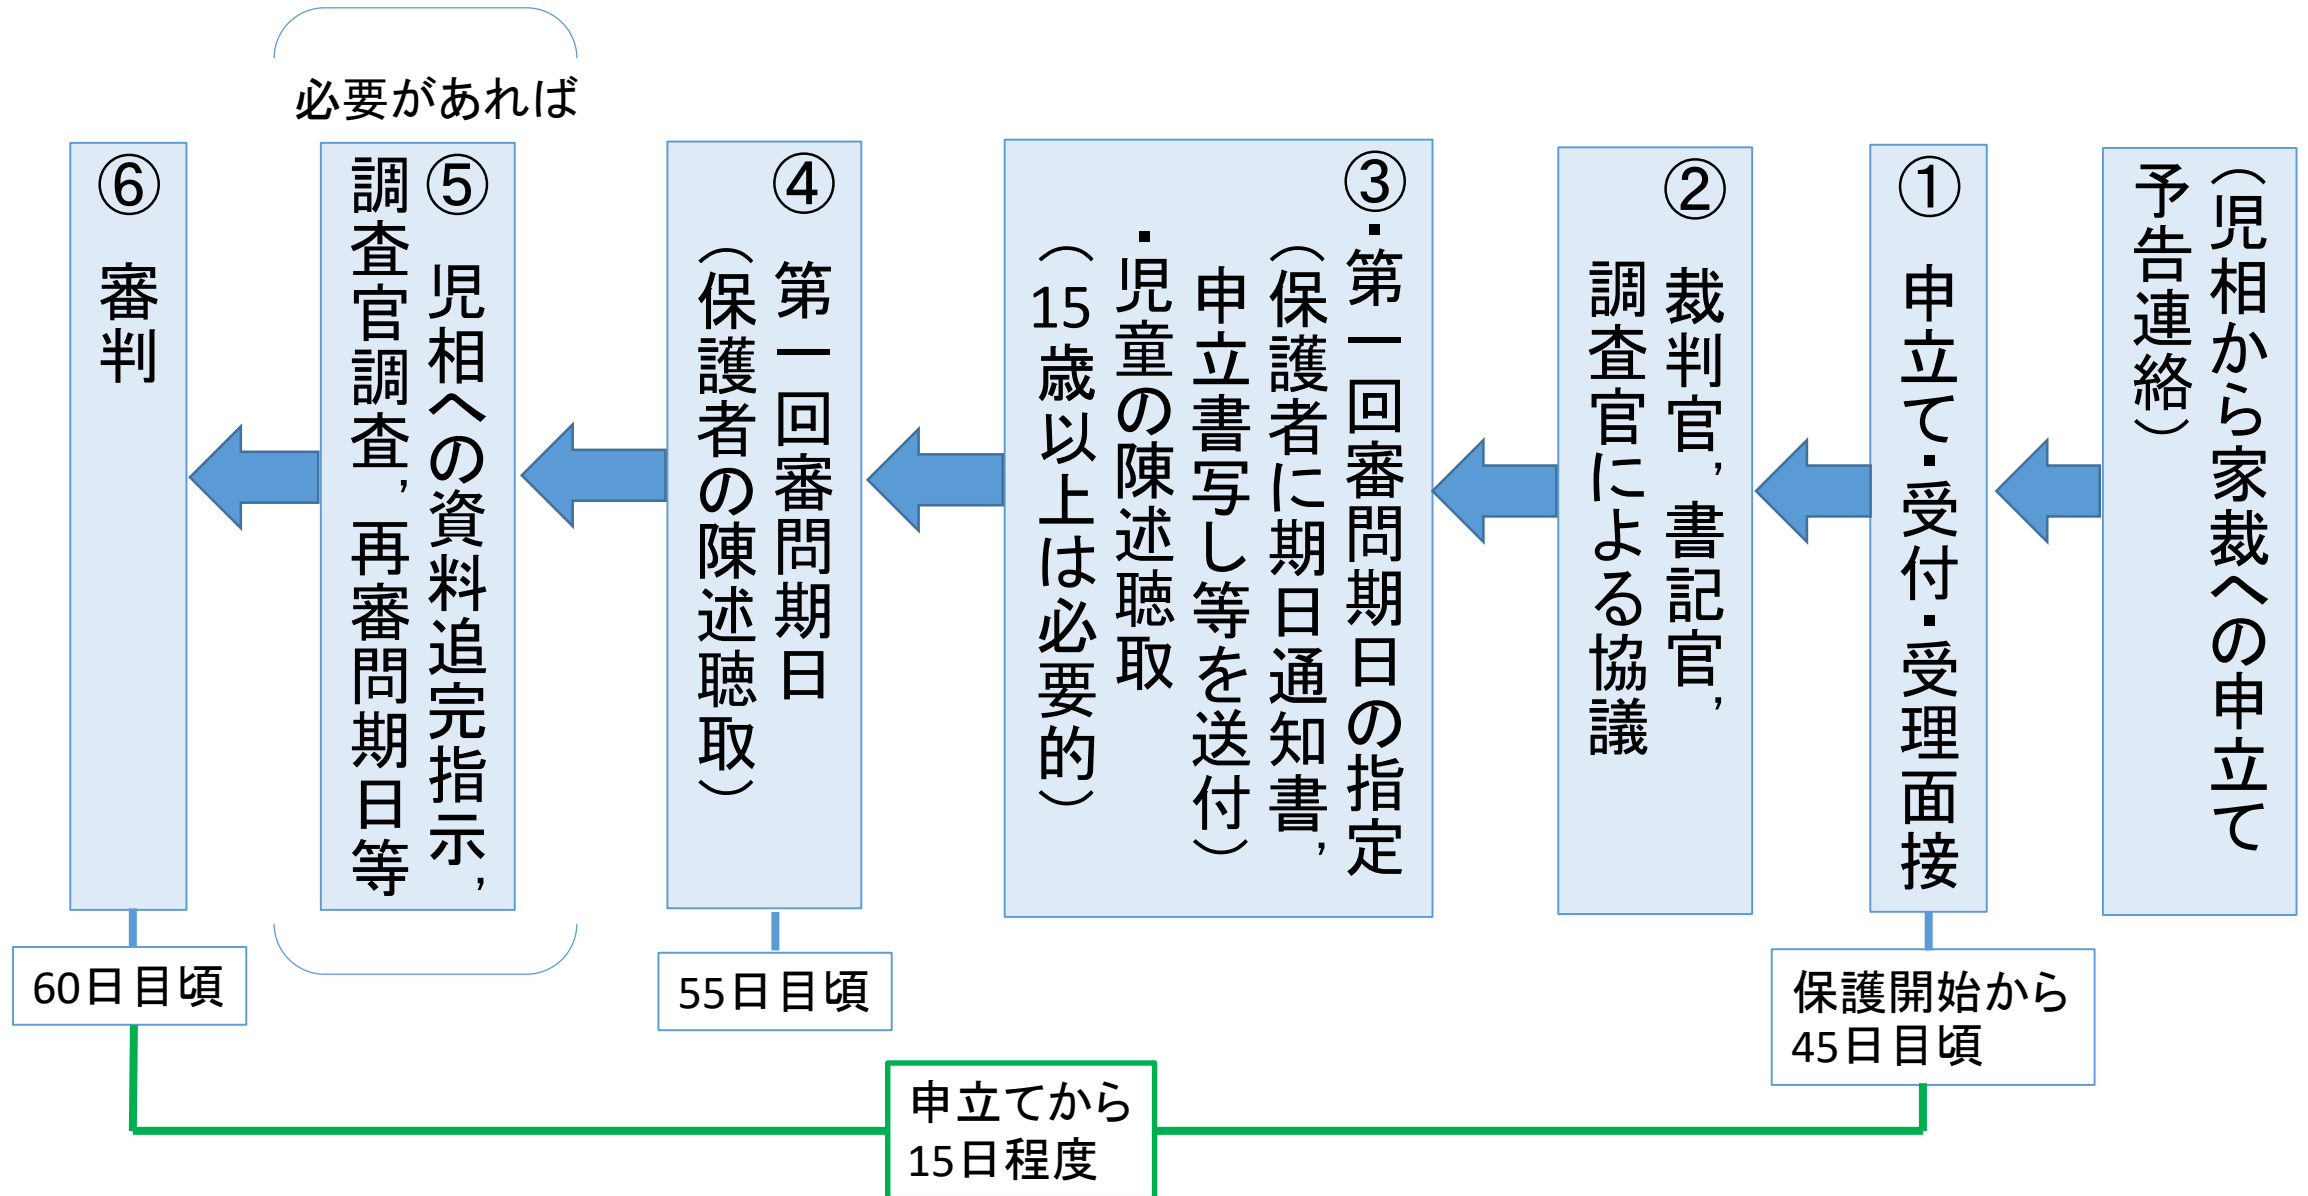 （児相から家裁への申立て
予告連絡）
①　申立て・受付・受理面接
②　裁判官，書記官，
調査官による協議
③・第一回審問期日の指定
（保護者に期日通知書，
申立書写し等を送付）
・児童の陳述聴取
（15歳以上は必要的）
④　第一回審問期日
（保護者の陳述聴取）
必要があれば
⑤　児相への資料追完指示，
調査官調査，再審問期日等
⑥　審判
保護開始から
45日目頃
55日目頃
60日目頃
申立てから
15日程度